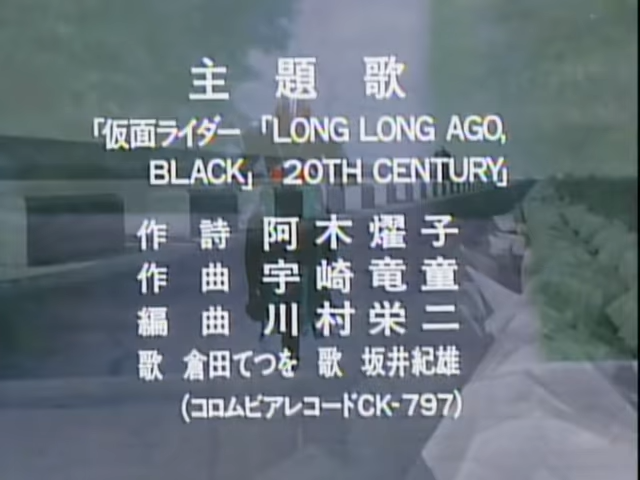 主題歌
「仮面ライダー 「LONG LONG AGO,
BLACK」 20TH CENTURY」
作詩 阿木燿子
作曲 宇崎竜童
編曲 川村栄二
歌 倉田てつを 歌 坂井紀雄
(コロムビアレコードCK-797)